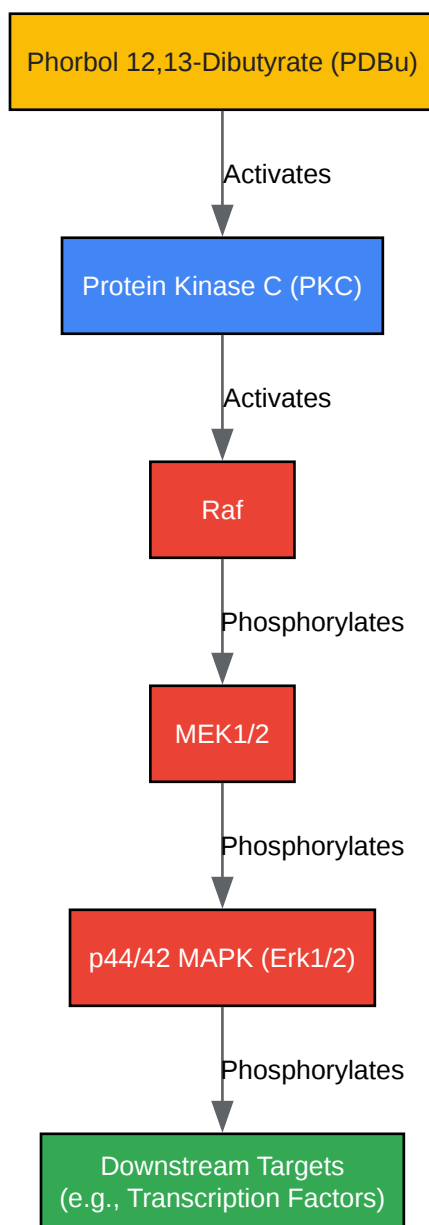 Phorbol 12,13-Dibutyrate (PDBu)
Activates
Protein Kinase C (PKC)
Activates
Raf
Phosphorylates
MEK1/2
Phosphorylates
p44/42 MAPK (Erk1/2)
Phosphorylates
Downstream Targets
(e.g., Transcription Factors)